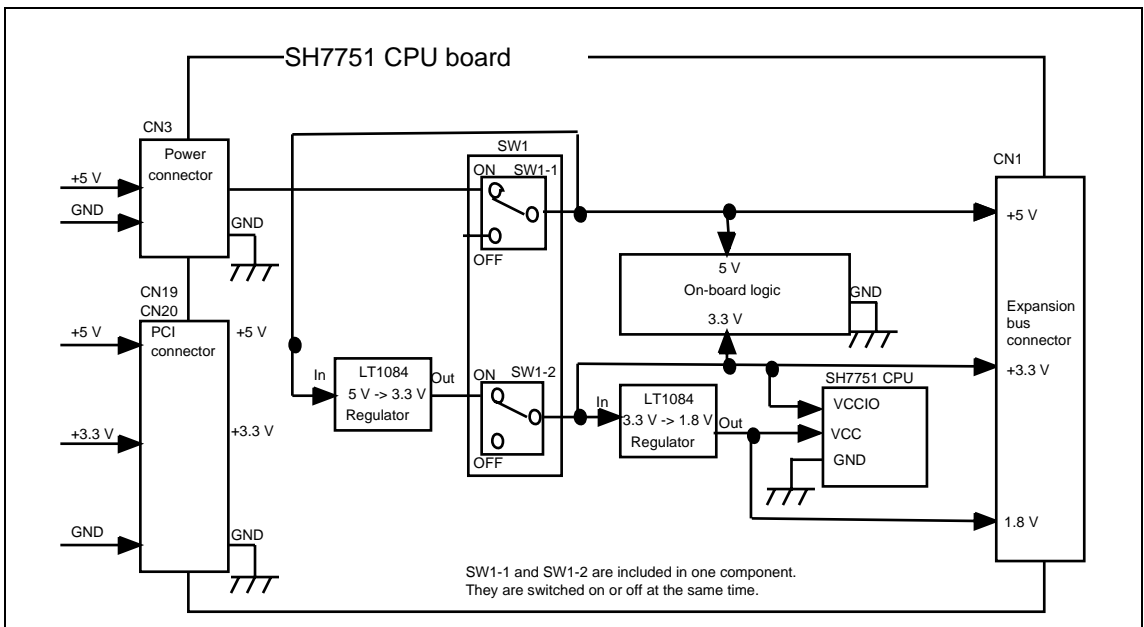 SH7751 CPU board
CN3
Power
connector
+5 V
GND
GND
CN19
CN20
PCI
connector
+5 V
+5 V
+3.3 V
+3.3 V
GND
GND
SW1
ON
SW1-1
OFF
In
LT1084
5 V -> 3.3 V
Regulator
Out
ON
SW1-2
OFF
5 V
On-board logic
3.3 V
GND
In
LT1084
3.3 V -> 1.8 V
Regulator
Out
SH7751 CPU
VCCIO
VCC
GND
CN1
+5 V
Expansion
bus
connector
+3.3 V
1.8 V
SW1-1 and SW1-2 are included in one component.
They are switched on or off at the same time.